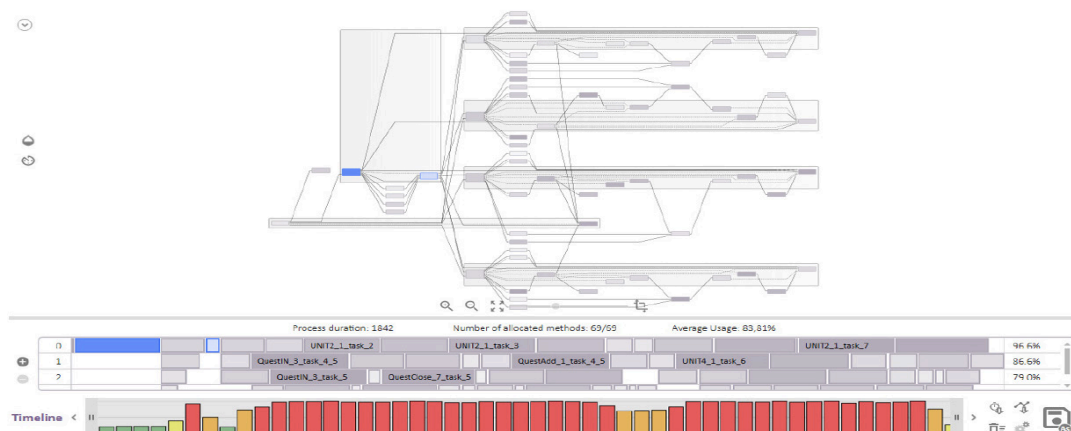 Process duration: 1842 Number of allocated methods: 69/69 Average Usage: 83,81%
0 UNIT2_1_task_2 UNIT2_1_task_3 UNIT2_1_task_7 96.6%
1 QuestIN_3_task_4_5 QuestAdd_1_task_4_5 UNIT4_1_task_6 86.6%
2 QuestIN_3_task_5 QuestClose_7_task_5 79.0%
Timeline